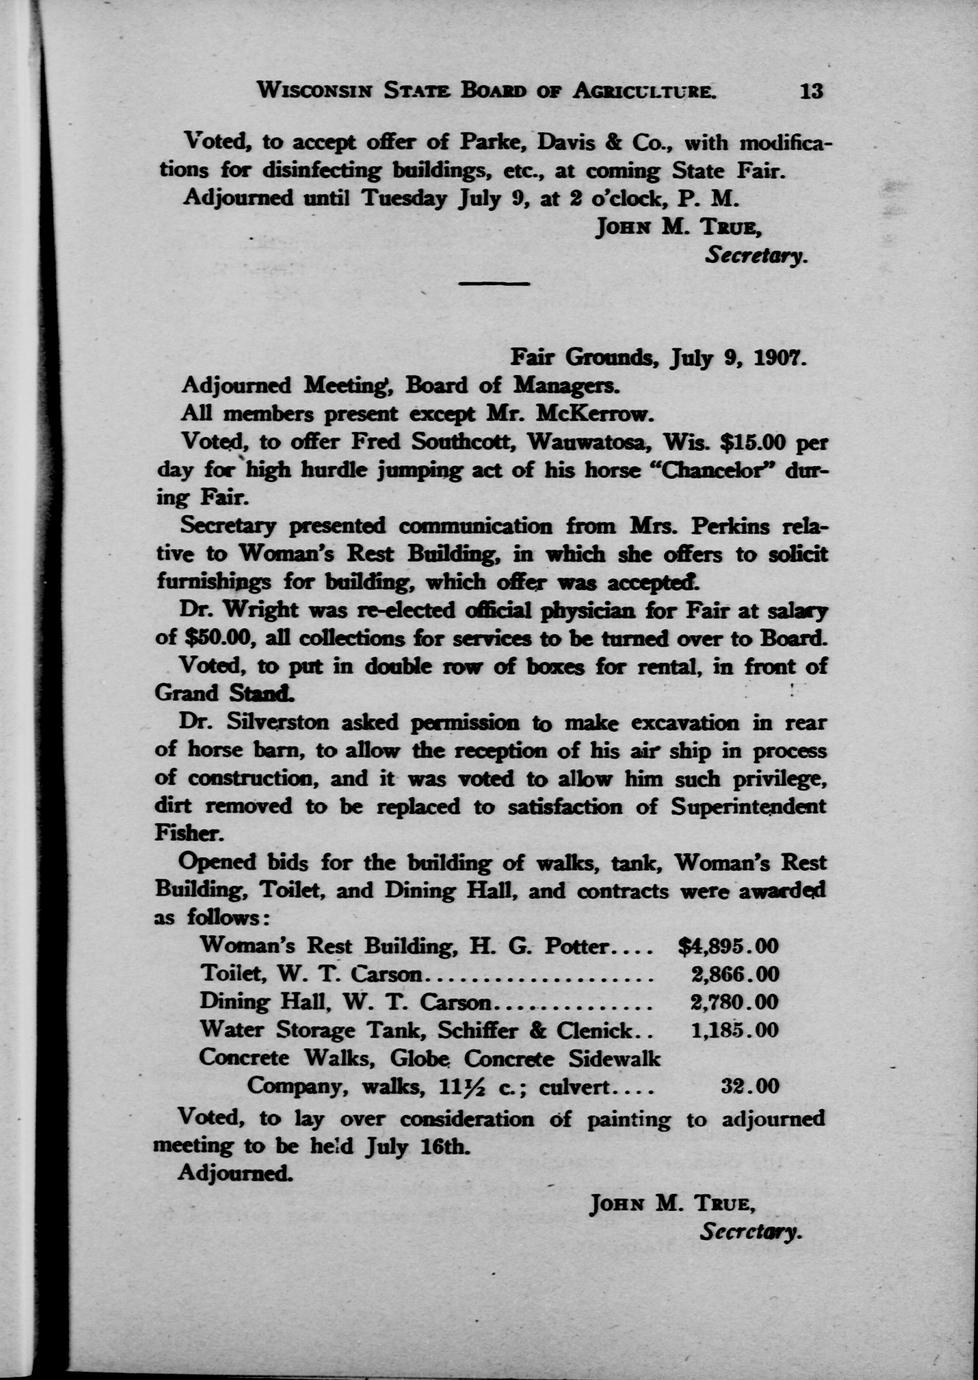 WISCONSIN STATE BOARD OF AGRICULTURE. 13
Voted, to accept offer of Parke, Davis & Co., with modifica-
tions for disinfecting buildings, etc., at coming State Fair.
Adjourned until Tuesday July 9, at 2 o'clock, P. M.
JOHN M. TRUE,
Secretary.
Fair Grounds, July 9, 1907.
Adjourned Meeting, Board of Managers.
All members present except Mr. McKerrow.
Voted, to offer Fred Southcott, Wauwatosa, Wis. $15.00 per
day for high hurdle jumping act of his horse "Chancelor" dur-
ing Fair.
Secretary presented communication from Mrs. Perkins rela-
tive to Woman's Rest Building, in which she offers to solicit
furnishings for building, which offer was accepted.
Dr. Wright was re-elected official physician for Fair at salary
of $50.00, all collections for services to be turned over to Board.
Voted, to put in double row of boxes for rental, in front of
Grand Stand.
Dr. Silverston asked permission to make excavation in rear
of horse barn, to allow the reception of his air ship in process
of construction, and it was voted to allow him such privilege,
dirt removed to be replaced to satisfaction of Superintendent
Fisher.
Opened bids for the building of walks, tank, Woman's Rest
Building, Toilet, and Dining Hall, and contracts were awarded
as follows:
Woman's Rest Building, H. G. Potter.... $4,895.00
Toilet, W. T. Carson..................... 2,866.00
Dining Hall, W. T. Carson............... 2,780.00
Water Storage Tank, Schiffer & Clenick.. 1,185.00
Concrete Walks, Globe Concrete Sidewalk
Company, walks, 11½ c.; culvert.... 32.00
Voted, to lay over consideration of painting to adjourned
meeting to be held July 16th.
Adjourned.
JOHN M. TRUE,
Secretary.